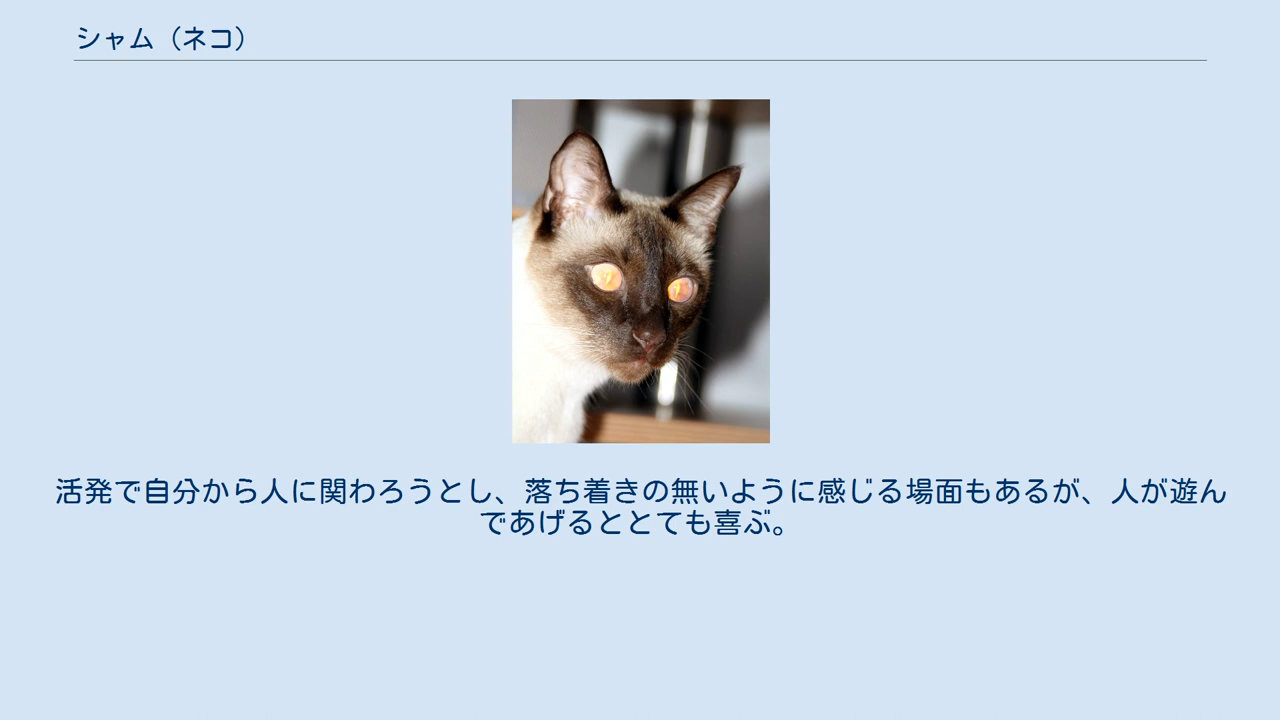 シャム（ネコ）
活発で自分から人に関わろうとし、落ち着きの無いように感じる場面もあるが、人が遊ん
であげるととても喜ぶ。